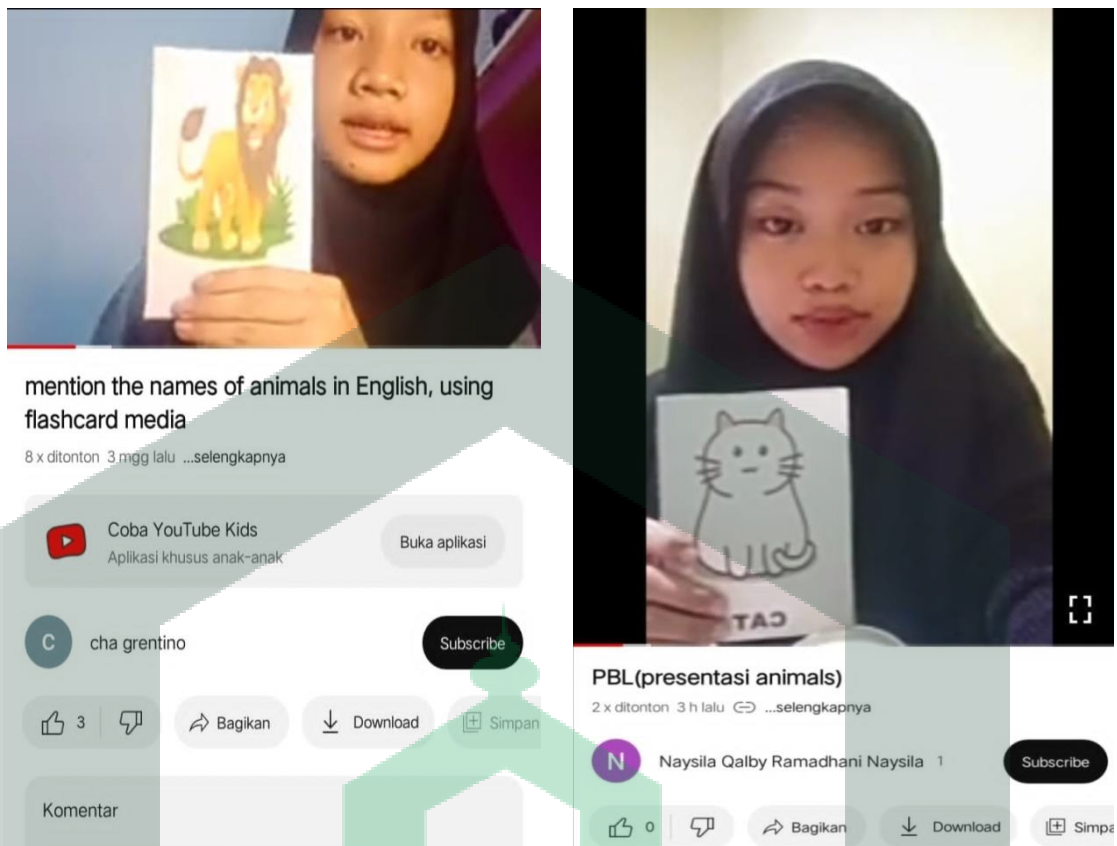 mention the names of animals in English, using
flashcard media
8 x ditonton 3 mgg lalu ...selengkapnya
Coba YouTube Kids
Aplikasi khusus anak-anak
Buka aplikasi
C
cha grentino
Subscribe
3
Bagikan
Download
Simpan
Komentar
CAT
PBL(presentasi animals)
2 x ditonton 3 h lalu ...selengkapnya
N
Naysila Qalby Ramadhani Naysila 1
Subscribe
0
Bagikan
Download
Simpa